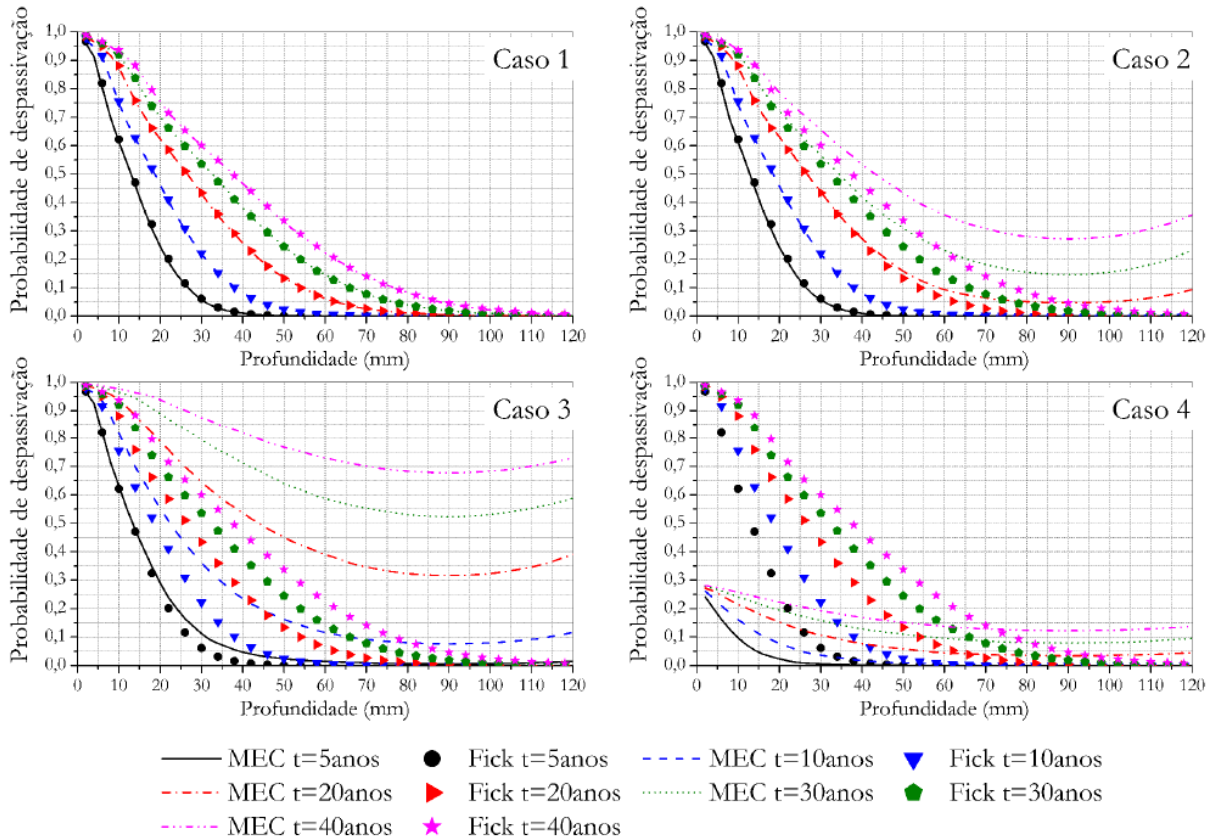 Probabilidade de despassivação
1,0
0,9
0,8
0,7
0,6
0,5
0,4
0,3
0,2
0,1
0,0
Caso 1
0 10 20 30 40 50 60 70 80 90 100 110 120
Profundidade (mm)
Probabilidade de despassivação
1,0
0,9
0,8
0,7
0,6
0,5
0,4
0,3
0,2
0,1
0,0
Caso 2
0 10 20 30 40 50 60 70 80 90 100 110 120
Profundidade (mm)
Probabilidade de despassivação
1,0
0,9
0,8
0,7
0,6
0,5
0,4
0,3
0,2
0,1
0,0
Caso 3
0 10 20 30 40 50 60 70 80 90 100 110 120
Profundidade (mm)
Probabilidade de despassivação
1,0
0,9
0,8
0,7
0,6
0,5
0,4
0,3
0,2
0,1
0,0
Caso 4
0 10 20 30 40 50 60 70 80 90 100 110 120
Profundidade (mm)
MEC t=5anos Fick t=5anos MEC t=10anos Fick t=10anos
MEC t=20anos Fick t=20anos MEC t=30anos Fick t=30anos
MEC t=40anos Fick t=40anos